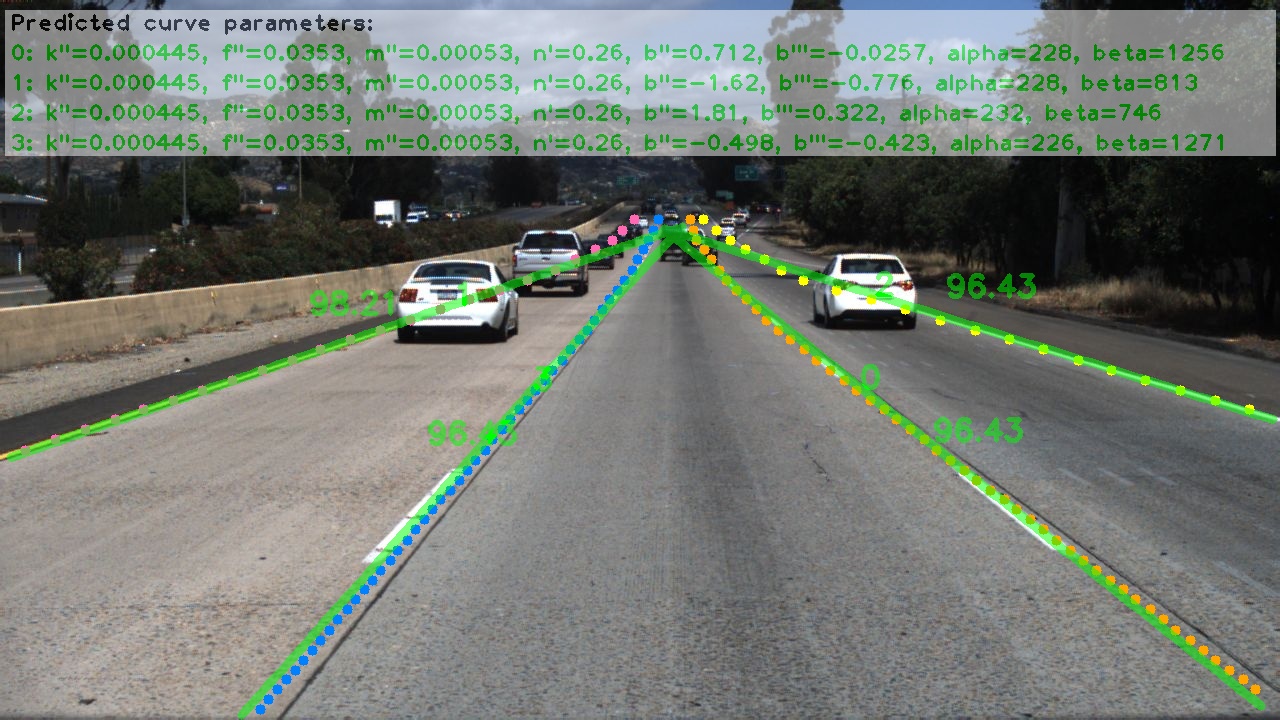 Predicted curve parameters:
0: k''=0.000445, f''=0.0353, m''=0.00053, n'=0.26, b''=0.712, b'''=-0.0257, alpha=228, beta=1256
1: k''=0.000445, f''=0.0353, m''=0.00053, n'=0.26, b''=-1.62, b'''=-0.776, alpha=228, beta=813
2: k''=0.000445, f''=0.0353, m''=0.00053, n'=0.26, b''=1.81, b'''=0.322, alpha=232, beta=746
3: k''=0.000445, f''=0.0353, m''=0.00053, n'=0.26, b''=-0.498, b'''=-0.423, alpha=226, beta=1271
98.21 1 2 96.43
3 0
96.43 96.43